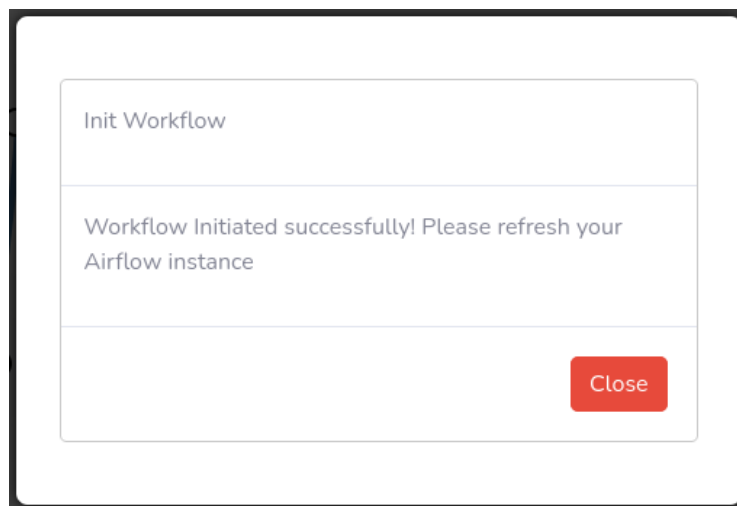 Init Workflow
Workflow Initiated successfully! Please refresh your
Airflow instance
Close